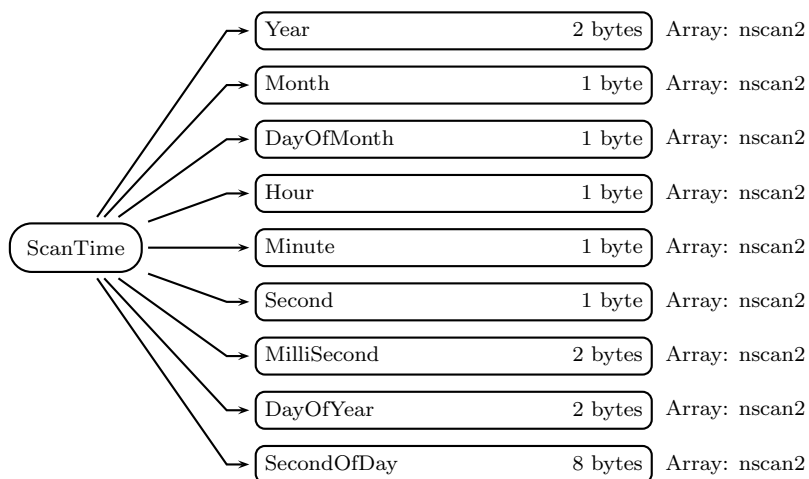 Year 2 bytes Array: nscan2
Month 1 byte Array: nscan2
DayOfMonth 1 byte Array: nscan2
Hour 1 byte Array: nscan2
ScanTime Minute 1 byte Array: nscan2
Second 1 byte Array: nscan2
MilliSecond 2 bytes Array: nscan2
DayOfYear 2 bytes Array: nscan2
SecondOfDay 8 bytes Array: nscan2